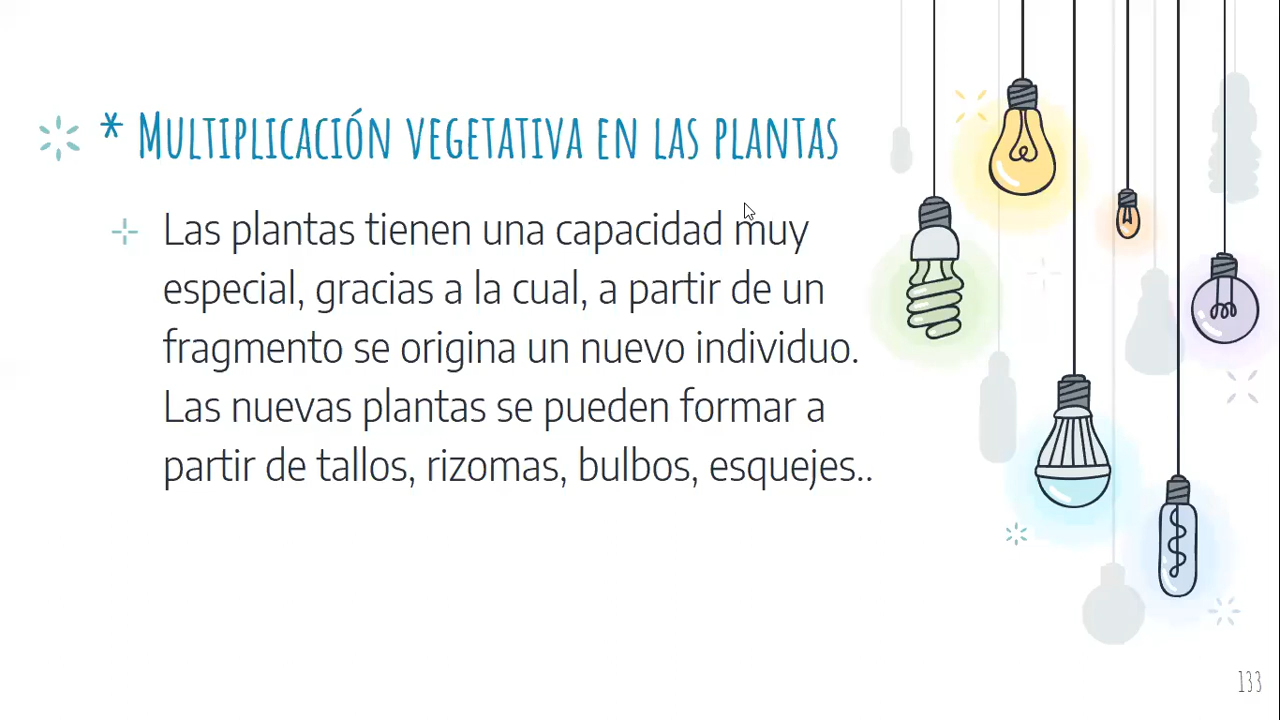 * Multiplicación vegetativa en las plantas
Las plantas tienen una capacidad muy
especial, gracias a la cual, a partir de un
fragmento se origina un nuevo individuo.
Las nuevas plantas se pueden formar a
partir de tallos, rizomas, bulbos, esquejes..
133